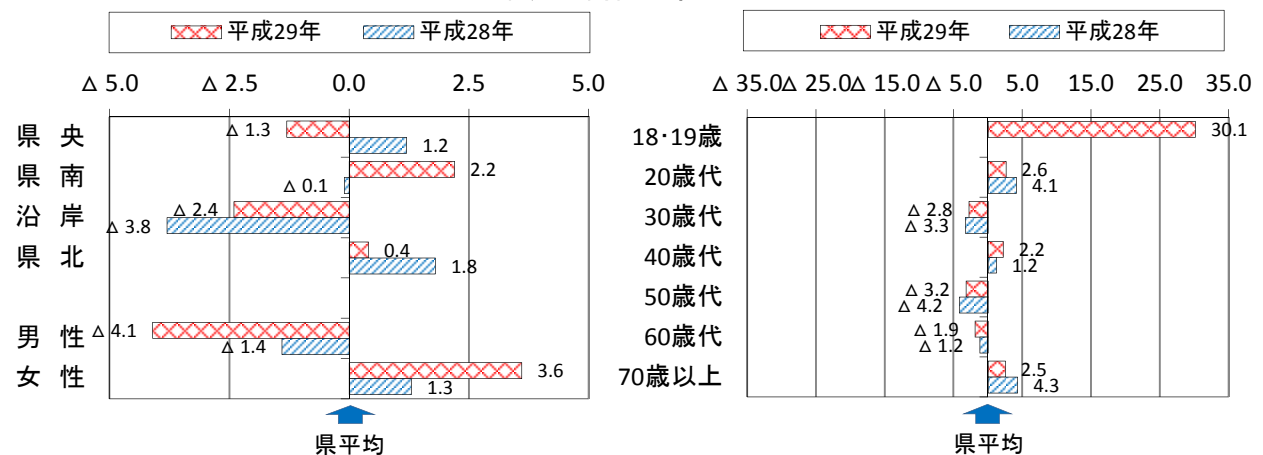 平成29年 平成28年
△ 5.0 △ 2.5 0.0 2.5 5.0
県 央 △ 1.3 1.2
県 南 2.2 △ 0.1
沿 岸 △ 2.4 △ 3.8
県 北 0.4 1.8
男 性 △ 4.1 △ 1.4
女 性 3.6 1.3
県平均
平成29年 平成28年
△ 35.0 △ 25.0 △ 15.0 △ 5.0 5.0 15.0 25.0 35.0
18･19歳 30.1
20歳代 2.6 4.1
30歳代 △ 2.8 △ 3.3
40歳代 2.2 1.2
50歳代 △ 3.2 △ 4.2
60歳代 △ 1.9 △ 1.2
70歳以上 2.5 4.3
県平均